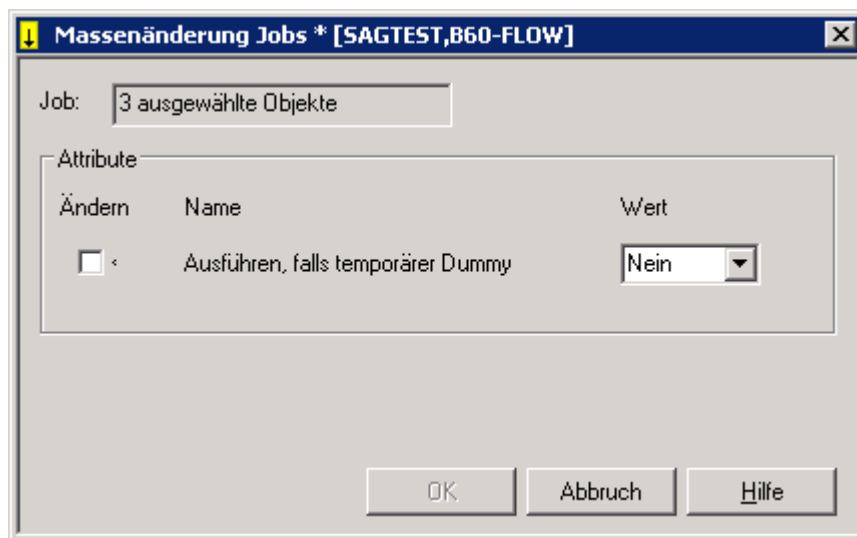 Massenänderung Jobs * [SAGTEST,B60-FLOW]
Job: 3 ausgewählte Objekte
Attribute
Ändern Name Wert
Ausführen, falls temporärer Dummy Nein
OK Abbruch Hilfe